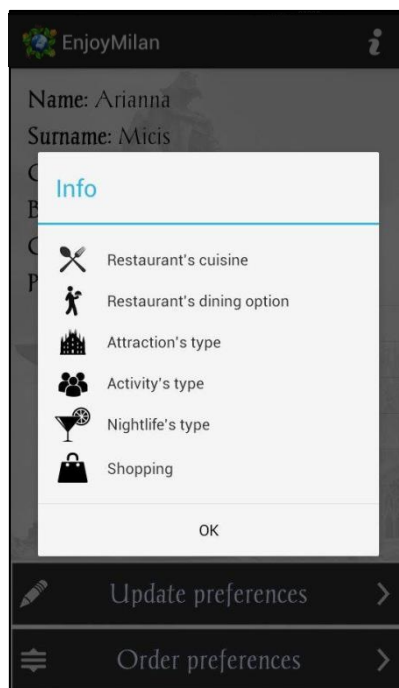 EnjoyMilan
Name: Arianna
Surname: Micis
Info
Restaurant's cuisine
Restaurant's dining option
Attraction's type
Activity's type
Nightlife's type
Shopping
OK
Update preferences
Order preferences